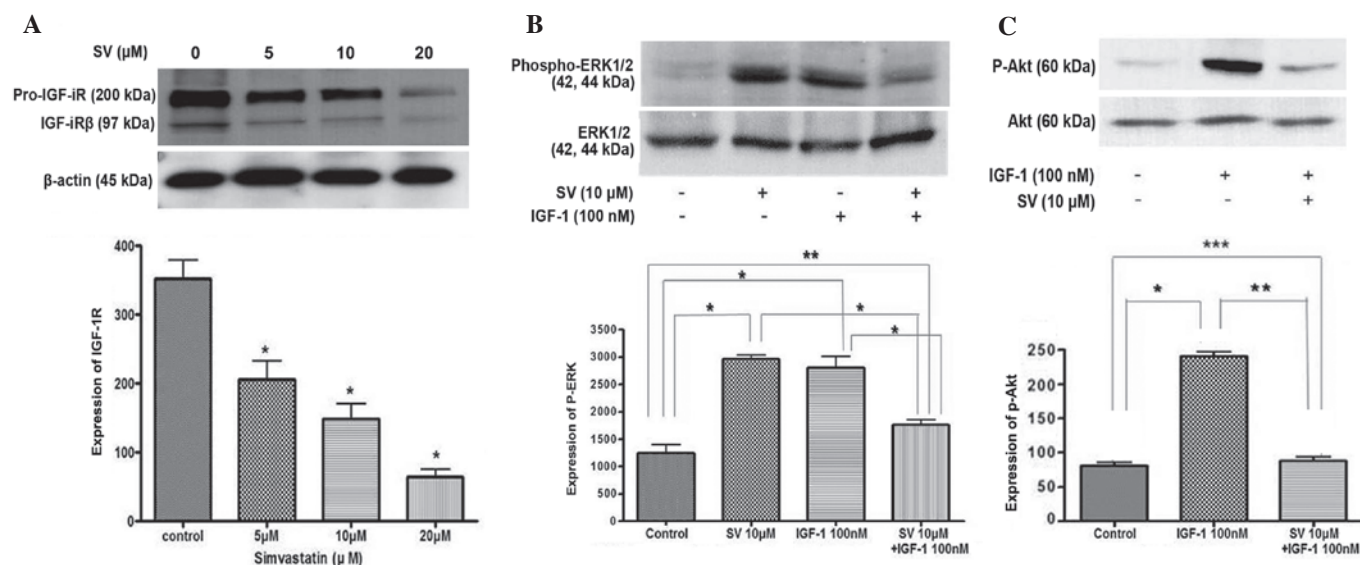 A
SV (µM) 0 5 10 20
Pro-IGF-iR (200 kDa)
IGF-iRβ (97 kDa)
β-actin (45 kDa)
Expression of IGF-1R
400
300
200
100
0
*
*
*
control 5µM 10µM 20µM
Simvastatin (µ M)
B
Phospho-ERK1/2
(42, 44 kDa)
ERK1/2
(42, 44 kDa)
SV (10 µM) - + - +
IGF-1 (100 nM) - - + +
**
*
* *
*
Expression of P-ERK
3500
3000
2500
2000
1500
1000
500
0
Control SV 10µM IGF-1 100nM SV 10µM
+IGF-1 100nM
C
P-Akt (60 kDa)
Akt (60 kDa)
IGF-1 (100 nM) - + +
SV (10 µM) - - +
***
* **
Expression of p-Akt
250
200
150
100
50
0
Control IGF-1 100nM SV 10µM
+IGF-1 100nM